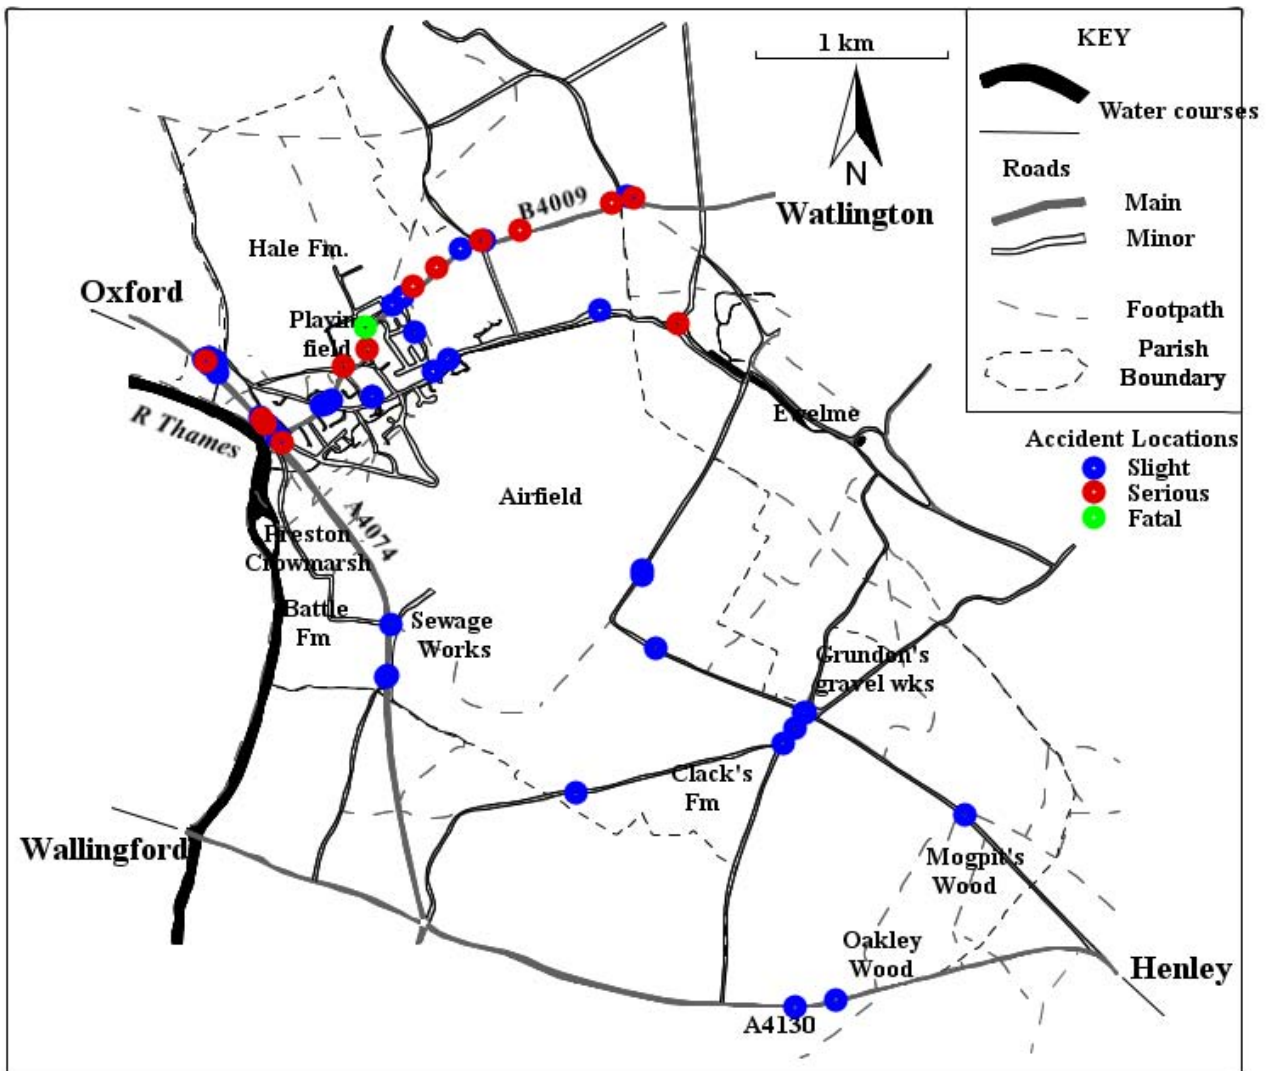 1 km
N
KEY
Water courses
Roads
Main
Minor
Footpath
Parish
Boundary
Accident Locations
Slight
Serious
Fatal
B4009
Watlington
Hale Fm.
Oxford
Playin
field
R Thames
Ewelme
Airfield
A4074
Preston
Crowmarsh
Battle
Fm
Sewage
Works
Grundon's
gravel wks
Clack's
Fm
Wallingford
Mogpit's
Wood
Oakley
Wood
Henley
A4130